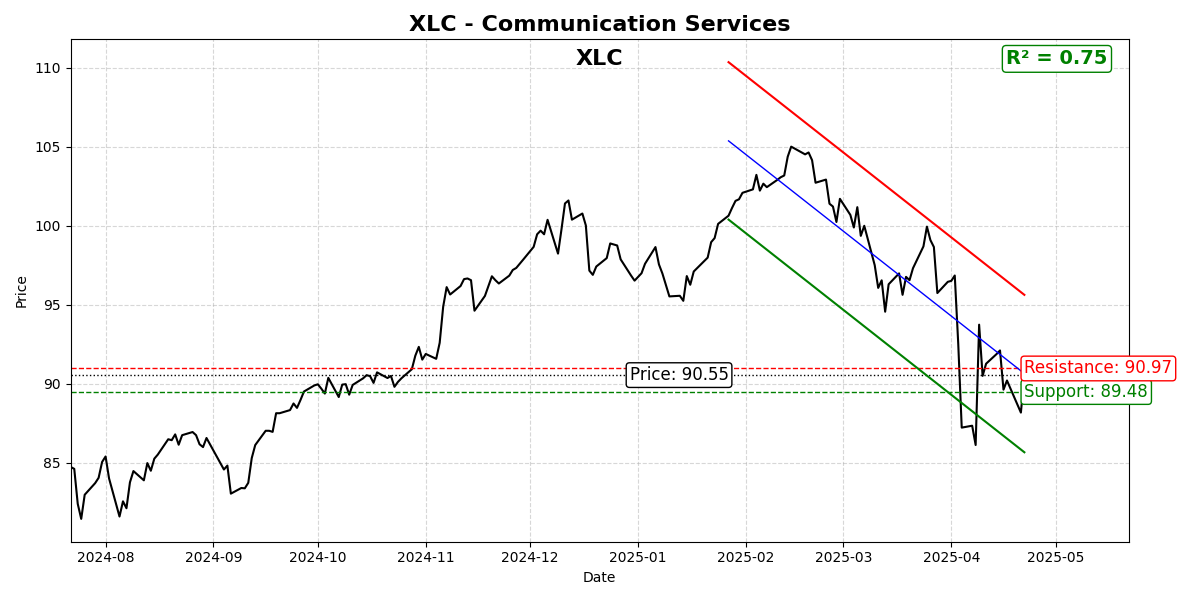 XLC - Communication Services
XLC
R² = 0.75
110
105
100
95
90
85
Price
Price: 90.55
Resistance: 90.97
Support: 89.48
2024-08
2024-09
2024-10
2024-11
2024-12
2025-01
2025-02
2025-03
2025-04
2025-05
Date